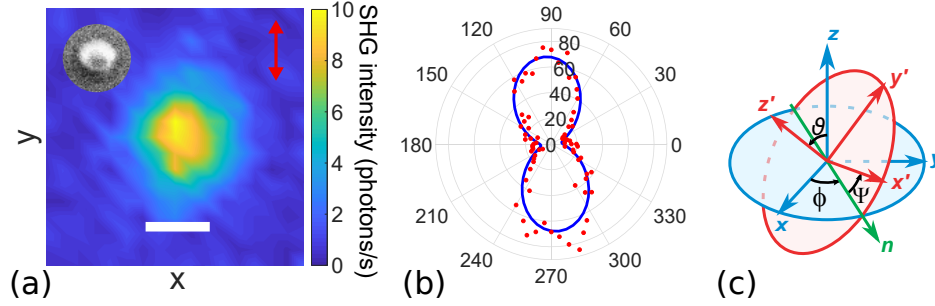 (a)
y
x
10
8
6
4
2
0
SHG intensity (photons/s)
(b)
90
60
30
0
330
300
270
240
210
180
150
120
80
60
40
20
0
(c)
z
y'
z'
ϑ
y
x'
Ψ
ϕ
x
n